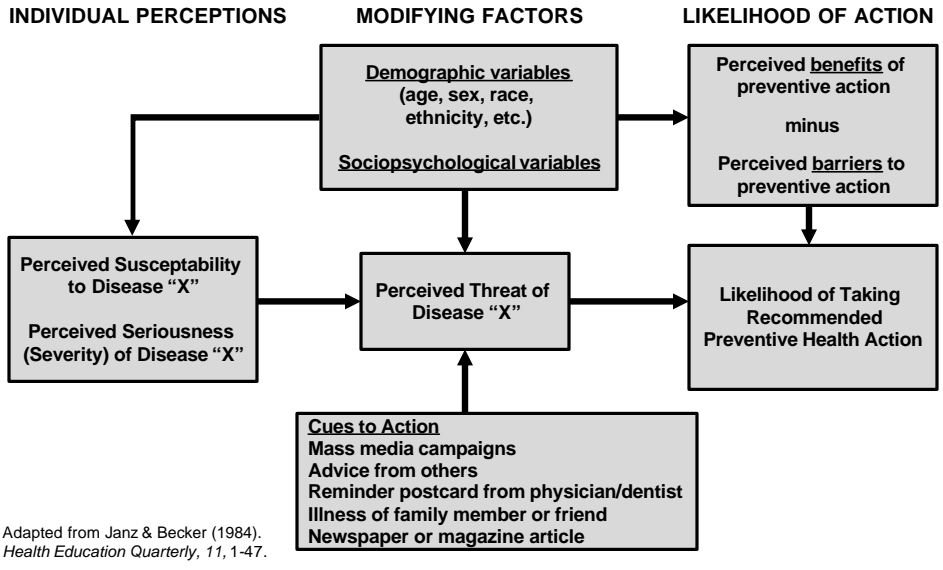 INDIVIDUAL PERCEPTIONS
MODIFYING FACTORS
LIKELIHOOD OF ACTION
Demographic variables
(age, sex, race,
ethnicity, etc.)
Sociopsychological variables
Perceived benefits of
preventive action
minus
Perceived barriers to
preventive action
Perceived Susceptability
to Disease “X”
Perceived Seriousness
(Severity) of Disease “X”
Perceived Threat of
Disease “X”
Likelihood of Taking
Recommended
Preventive Health Action
Cues to Action
Mass media campaigns
Advice from others
Reminder postcard from physician/dentist
Illness of family member or friend
Newspaper or magazine article
Adapted from Janz & Becker (1984).
Health Education Quarterly, 11, 1-47.